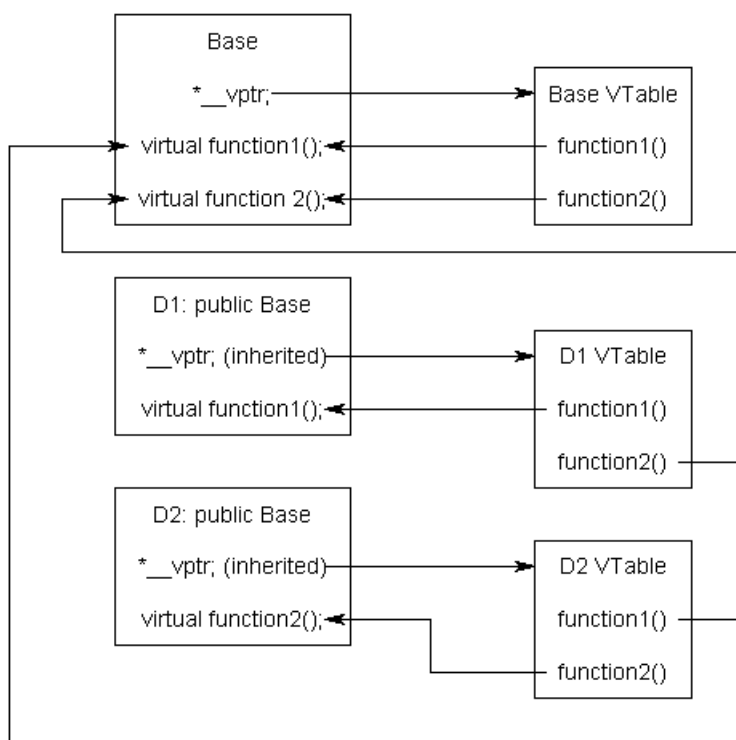 Base
*__vptr;
virtual function1();
virtual function 2();
Base VTable
function1()
function2()
D1: public Base
*__vptr; (inherited)
virtual function1();
D1 VTable
function1()
function2()
D2: public Base
*__vptr; (inherited)
virtual function2();
D2 VTable
function1()
function2()